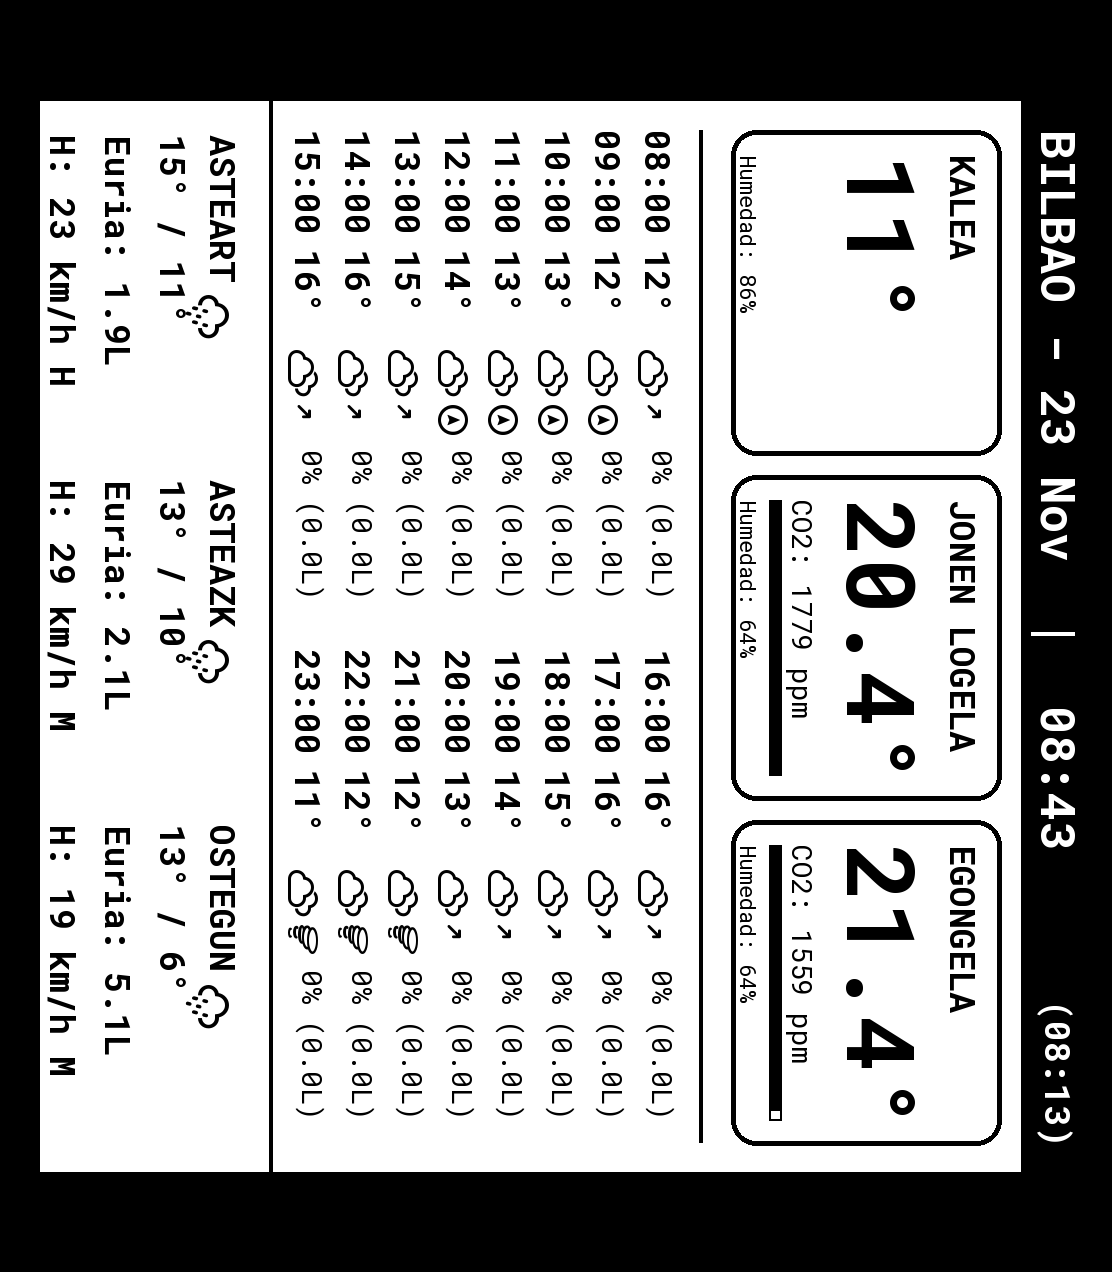 BILBAO - 23 Nov | 08:43 (08:13)
KALEA
11°
Humedad: 86%
JONEN LOGELA
20.4°
CO2: 1779 ppm
Humedad: 64%
EGONGELA
21.4°
CO2: 1559 ppm
Humedad: 64%
08:00 12° 0% (0.0L)
09:00 12° 0% (0.0L)
10:00 13° 0% (0.0L)
11:00 13° 0% (0.0L)
12:00 14° 0% (0.0L)
13:00 15° 0% (0.0L)
14:00 16° 0% (0.0L)
15:00 16° 0% (0.0L)
16:00 16° 0% (0.0L)
17:00 16° 0% (0.0L)
18:00 15° 0% (0.0L)
19:00 14° 0% (0.0L)
20:00 13° 0% (0.0L)
21:00 12° 0% (0.0L)
22:00 12° 0% (0.0L)
23:00 11° 0% (0.0L)
ASTEART
15° / 11°
Euria: 1.9L
H: 23 km/h H
ASTEAZK
13° / 10°
Euria: 2.1L
H: 29 km/h M
OSTEGUN
13° / 6°
Euria: 5.1L
H: 19 km/h M